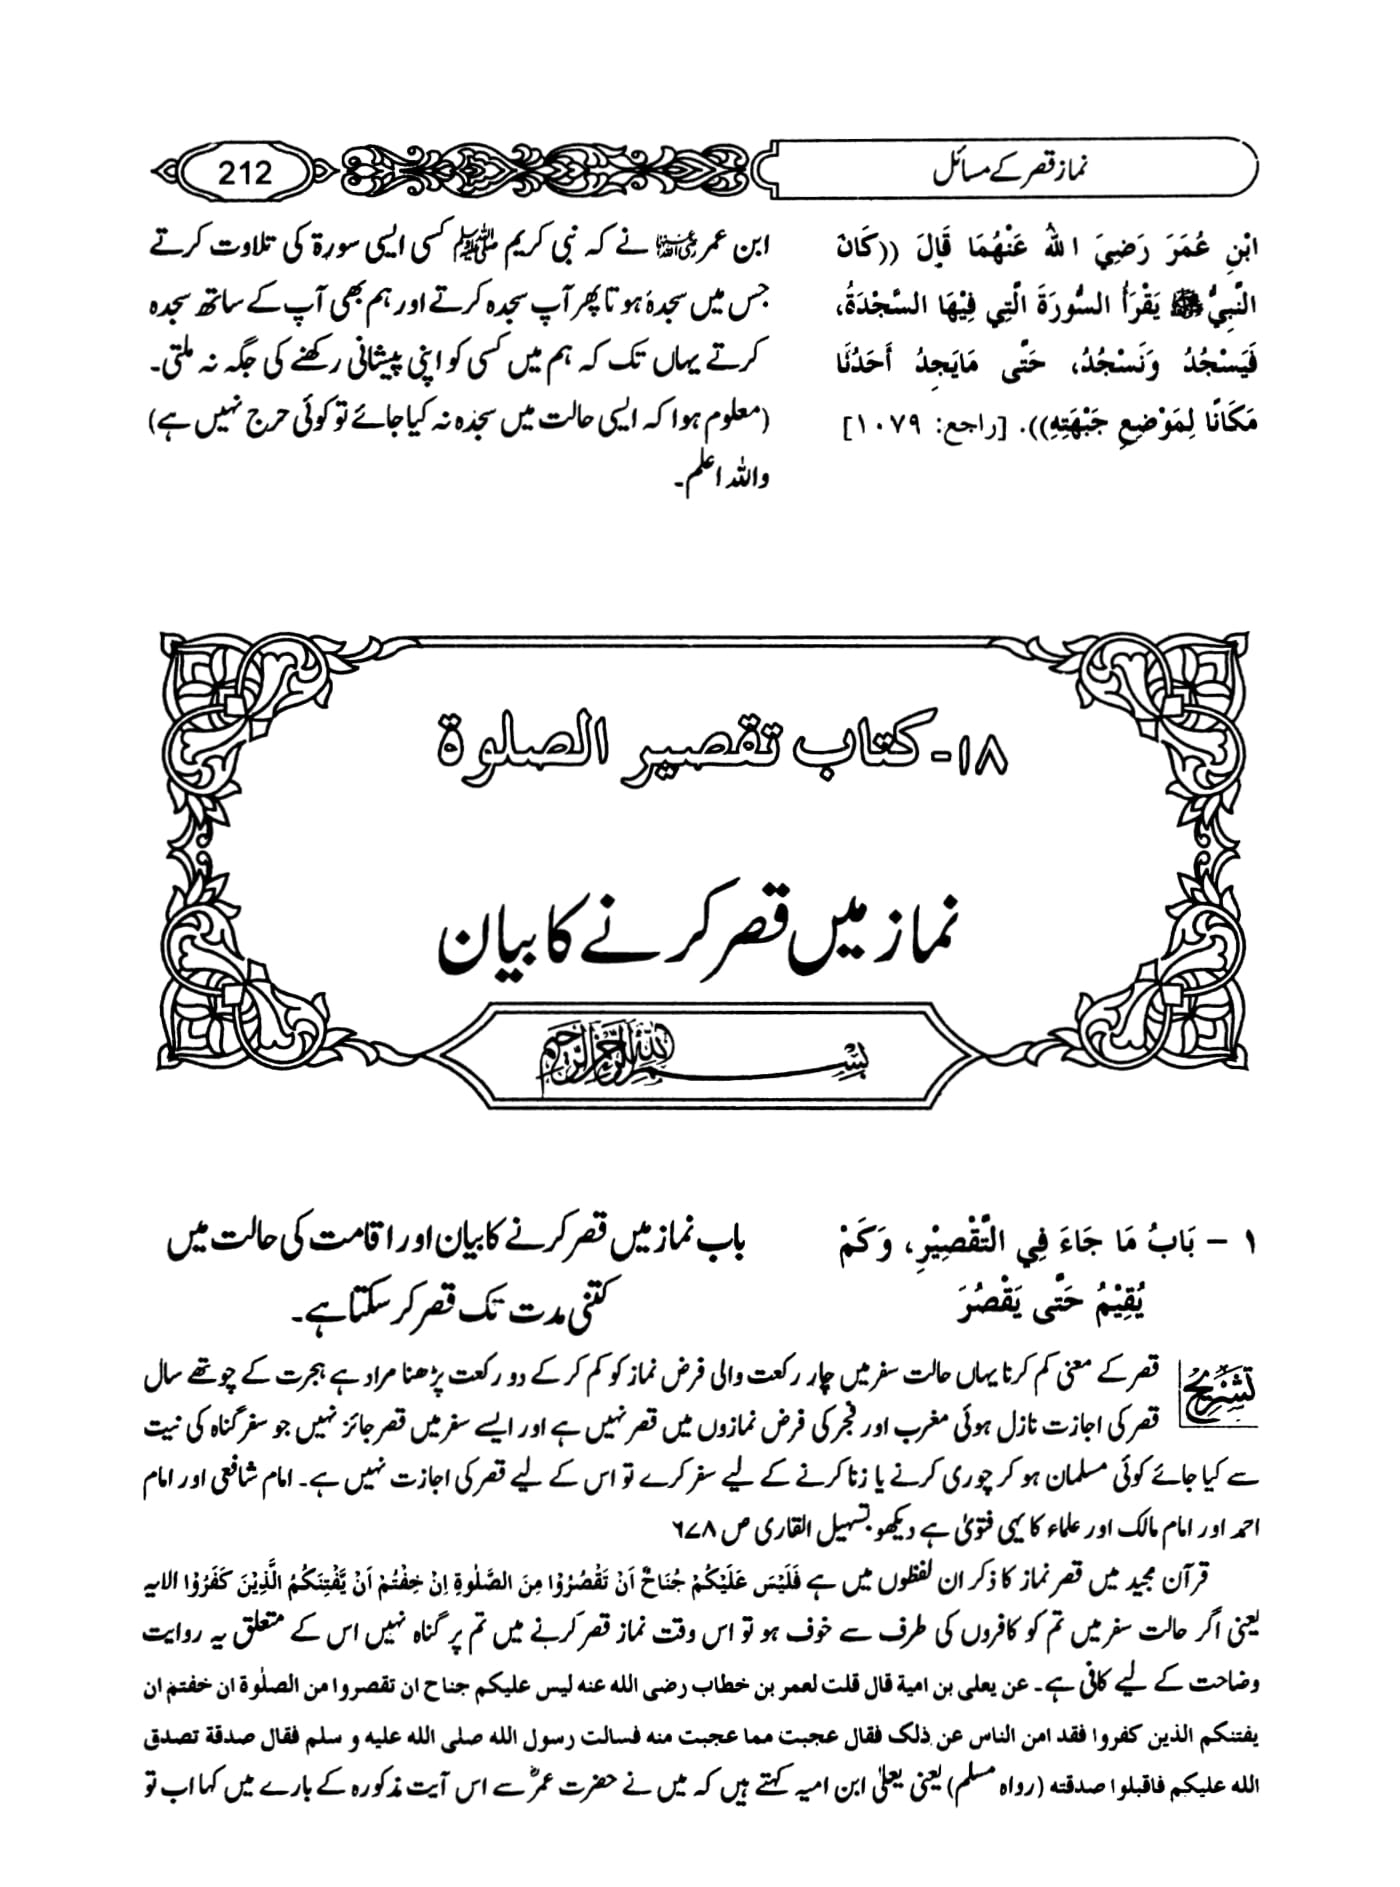 نماز قصر کے مسائل
212
ابْنِ عُمَرَ رَضِيَ اللهُ عَنْهُمَا قَالَ ((كَانَ
النَّبِيُّ ﷺ يَقْرَأُ السُّورَةَ الَّتِي فِيهَا السَّجْدَةُ،
فَيَسْجُدُ وَنَسْجُدُ، حَتَّى مَايَجِدُ أَحَدُنَا
مَكَانًا لِمَوْضِعِ جَبْهَتِهِ)). [راجع: ١٠٧٩]
ابن عمر رضی اللہ عنہما نے کہ نبی کریم ﷺ کسی ایسی سورۃ کی تلاوت کرتے
جس میں سجدہ ہوتا پھر آپ سجدہ کرتے اور ہم بھی آپ کے ساتھ سجدہ
کرتے یہاں تک کہ ہم میں کسی کو اپنی پیشانی رکھنے کی جگہ نہ ملتی۔
(معلوم ہوا کہ ایسی حالت میں سجدہ نہ کیا جائے تو کوئی حرج نہیں ہے)
واللہ اعلم۔
١٨- كتاب تقصير الصلوة
نماز میں قصر کرنے کا بیان
بسم الله الرحمن الرحيم
١ – بَابُ مَا جَاءَ فِي التَّقْصِيْرِ، وَكَمْ
يُقِيْمُ حَتَّى يَقْصُرَ
باب نماز میں قصر کرنے کا بیان اور اقامت کی حالت میں
کتنی مدت تک قصر کر سکتا ہے۔
تشریح
قصر کے معنی کم کرنا یہاں حالت سفر میں چار رکعت والی فرض نماز کو کم کر کے دو رکعت پڑھنا مراد ہے ہجرت کے چوتھے سال
قصر کی اجازت نازل ہوئی مغرب اور فجر کی فرض نمازوں میں قصر نہیں ہے اور ایسے سفر میں قصر جائز نہیں جو سفر گناہ کی نیت
سے کیا جائے کوئی مسلمان ہو کر چوری کرنے یا زنا کرنے کے لیے سفر کرے تو اس کے لیے قصر کی اجازت نہیں ہے۔ امام شافعی اور امام
احمد اور امام مالک اور علماء کا یہی فتویٰ ہے دیکھو تسہیل القاری ص ۶۷۸
قرآن مجید میں قصر نماز کا ذکر ان لفظوں میں ہے فَلَيْسَ عَلَيْكُمْ جُنَاحٌ اَنْ تَقْصُرُوْا مِنَ الصَّلٰوةِ اِنْ خِفْتُمْ اَنْ يَّفْتِنَكُمُ الَّذِيْنَ كَفَرُوْا الایہ
یعنی اگر حالت سفر میں تم کو کافروں کی طرف سے خوف ہو تو اس وقت نماز قصر کرنے میں تم پر گناہ نہیں اس کے متعلق یہ روایت
وضاحت کے لیے کافی ہے۔ عن يعلى بن امية قال قلت لعمر بن خطاب رضى الله عنه ليس عليكم جناح ان تقصروا من الصلٰوة ان خفتم ان
يفتنكم الذين كفروا فقد امن الناس عن ذلک فقال عجبت مما عجبت منه فسالت رسول الله صلى الله عليه و سلم فقال صدقة تصدق
الله عليكم فاقبلوا صدقته (رواہ مسلم) یعنی یعلیٰ ابن امیہ کہتے ہیں کہ میں نے حضرت عمرؓ سے اس آیت مذکورہ کے بارے میں کہا اب تو